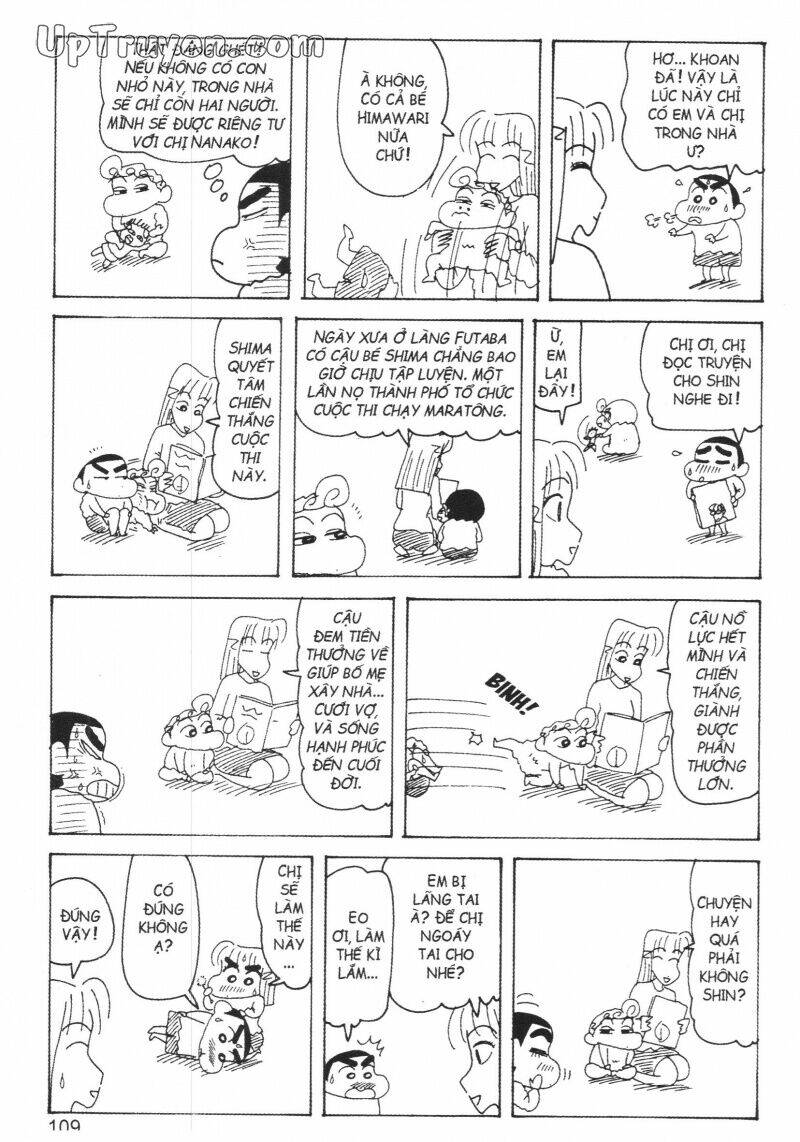 UpTruyen.com
HƠ... KHOAN
ĐÃ! VẬY LÀ
LÚC NÀY CHỈ
CÓ EM VÀ CHỊ
TRONG NHÀ
Ư?
À KHÔNG,
CÓ CẢ BÉ
HIMAWARI
NỮA
CHỨ!
THẬT ĐÁNG GHÉT!
NẾU KHÔNG CÓ CON
NHỎ NÀY, TRONG NHÀ
SẼ CHỈ CÒN HAI NGƯỜI.
MÌNH SẼ ĐƯỢC RIÊNG TƯ
VỚI CHỊ NANAKO!
CHỊ ƠI, CHỊ
ĐỌC TRUYỆN
CHO SHIN
NGHE ĐI!
Ừ,
EM
LẠI
ĐÂY!
NGÀY XƯA Ở LÀNG FUTABA
CÓ CẬU BÉ SHIMA CHẲNG BAO
GIỜ CHỊU TẬP LUYỆN. MỘT
LẦN NỌ THÀNH PHỐ TỔ CHỨC
CUỘC THI CHẠY MARATÔNG.
SHIMA
QUYẾT
TÂM
CHIẾN
THẮNG
CUỘC
THI
NÀY.
CẬU NỖ
LỰC HẾT
MÌNH VÀ
CHIẾN
THẮNG,
GIÀNH
ĐƯỢC
PHẦN
THƯỞNG
LỚN.
BINH!
CẬU
ĐEM TIỀN
THƯỞNG VỀ
GIÚP BỐ MẸ
XÂY NHÀ...
CƯỚI VỢ,
VÀ SỐNG
HẠNH PHÚC
ĐẾN CUỐI
ĐỜI.
CHUYỆN
HAY
QUÁ
PHẢI
KHÔNG
SHIN?
EM BỊ
LÃNG TAI
À? ĐỂ CHỊ
NGOÁY
TAI CHO
NHÉ?
EO
ƠI, LÀM
THẾ KÌ
LẮM...
CHỊ
SẼ
LÀM
THẾ NÀY
...
CÓ
ĐÚNG
KHÔNG
Ạ?
ĐÚNG
VẬY!
109